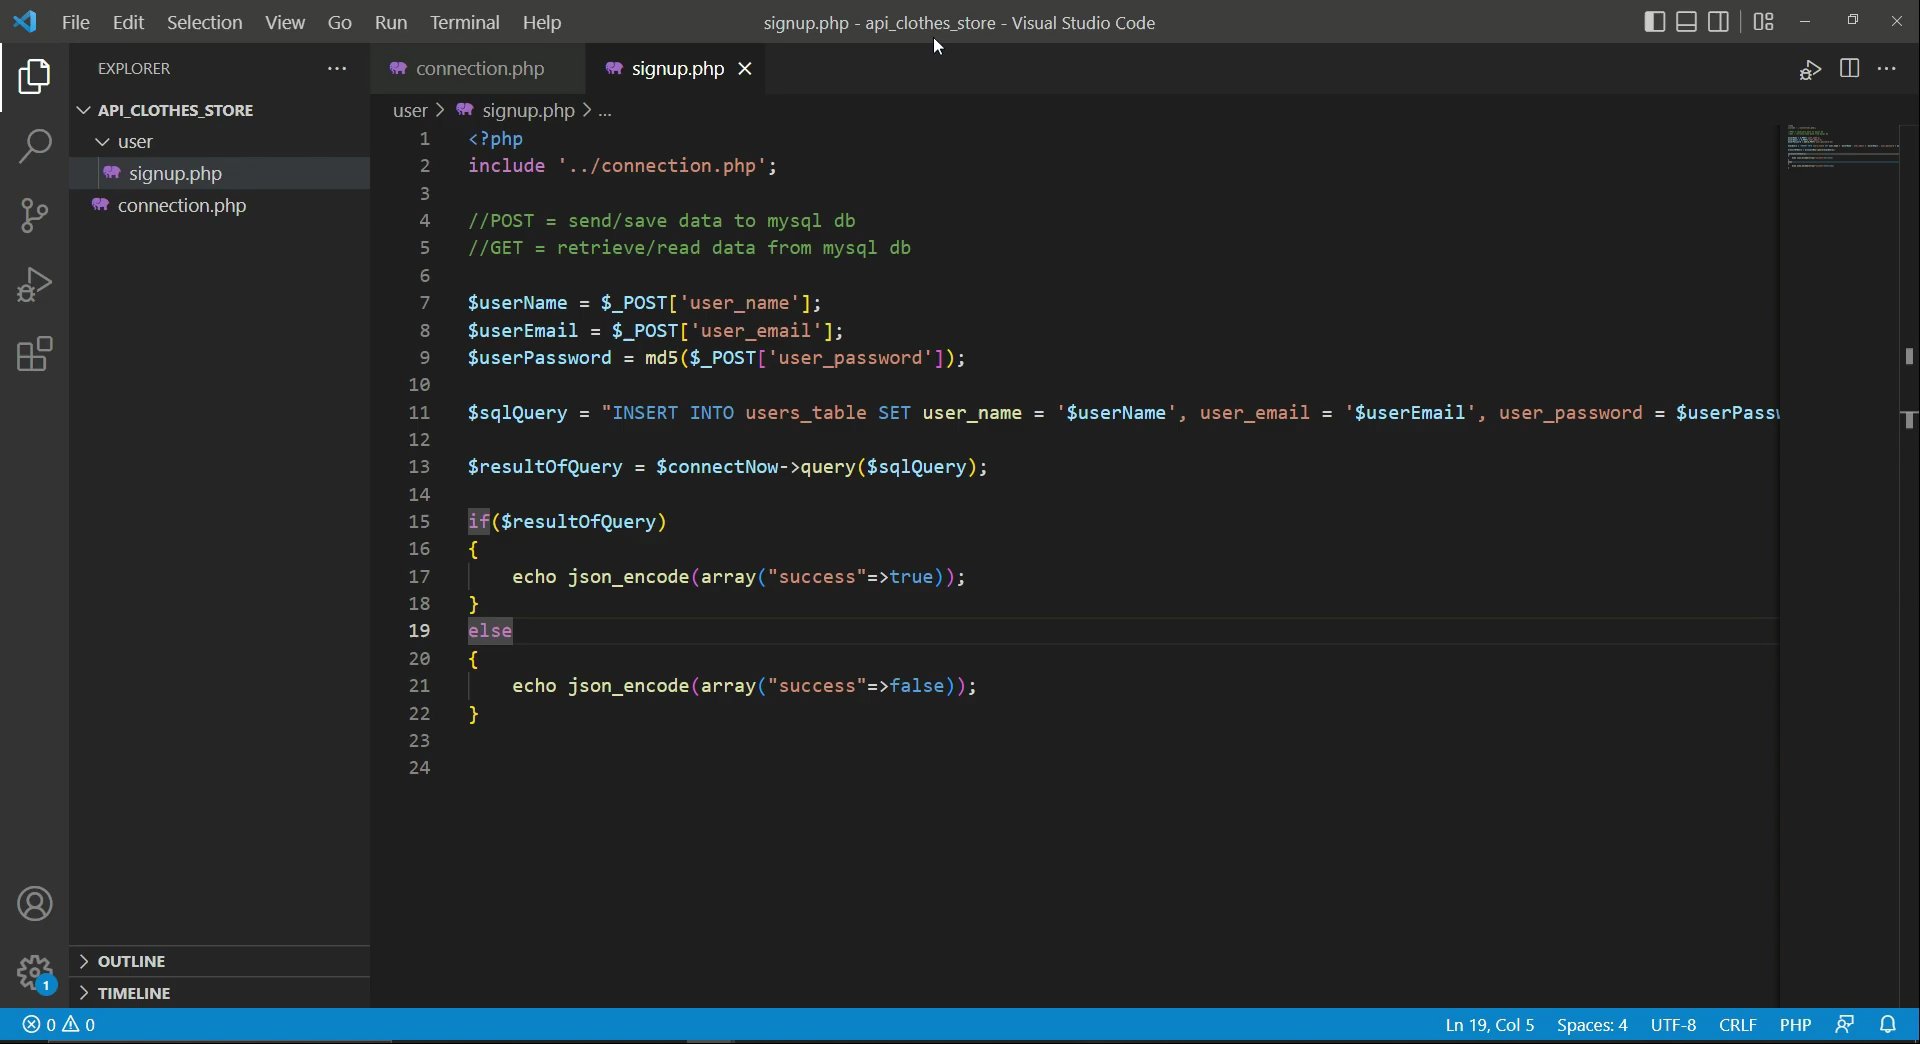 File Edit Selection View Go Run Terminal Help
signup.php - api_clothes_store - Visual Studio Code
EXPLORER
API_CLOTHES_STORE
user
signup.php
connection.php
OUTLINE
TIMELINE
connection.php
signup.php
user > signup.php > ...
1 <?php
2 include '../connection.php';
3
4 //POST = send/save data to mysql db
5 //GET = retrieve/read data from mysql db
6
7 $userName = $_POST['user_name'];
8 $userEmail = $_POST['user_email'];
9 $userPassword = md5($_POST['user_password']);
10
11 $sqlQuery = "INSERT INTO users_table SET user_name = '$userName', user_email = '$userEmail', user_password = $userPassw
12
13 $resultOfQuery = $connectNow->query($sqlQuery);
14
15 if($resultOfQuery)
16 {
17 echo json_encode(array("success"=>true));
18 }
19 else
20 {
21 echo json_encode(array("success"=>false));
22 }
23
24
1
0 0
Ln 19, Col 5 Spaces: 4 UTF-8 CRLF PHP